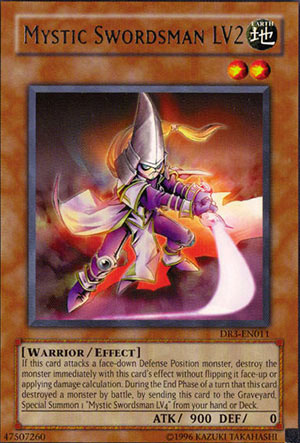 MYSTIC SWORDSMAN LV2
EARTH
地
DR3-EN011
[WARRIOR / EFFECT]
If this card attacks a face-down Defense Position monster, destroy
the monster immediately with this card's effect without flipping it face-up or
applying damage calculation. During the End Phase of a turn that this card
destroyed a monster by battle, by sending this card to the Graveyard,
Special Summon 1 "Mystic Swordsman LV4" from your hand or Deck.
ATK/ 900 DEF/ 0
47507260
©1996 KAZUKI TAKAHASHI